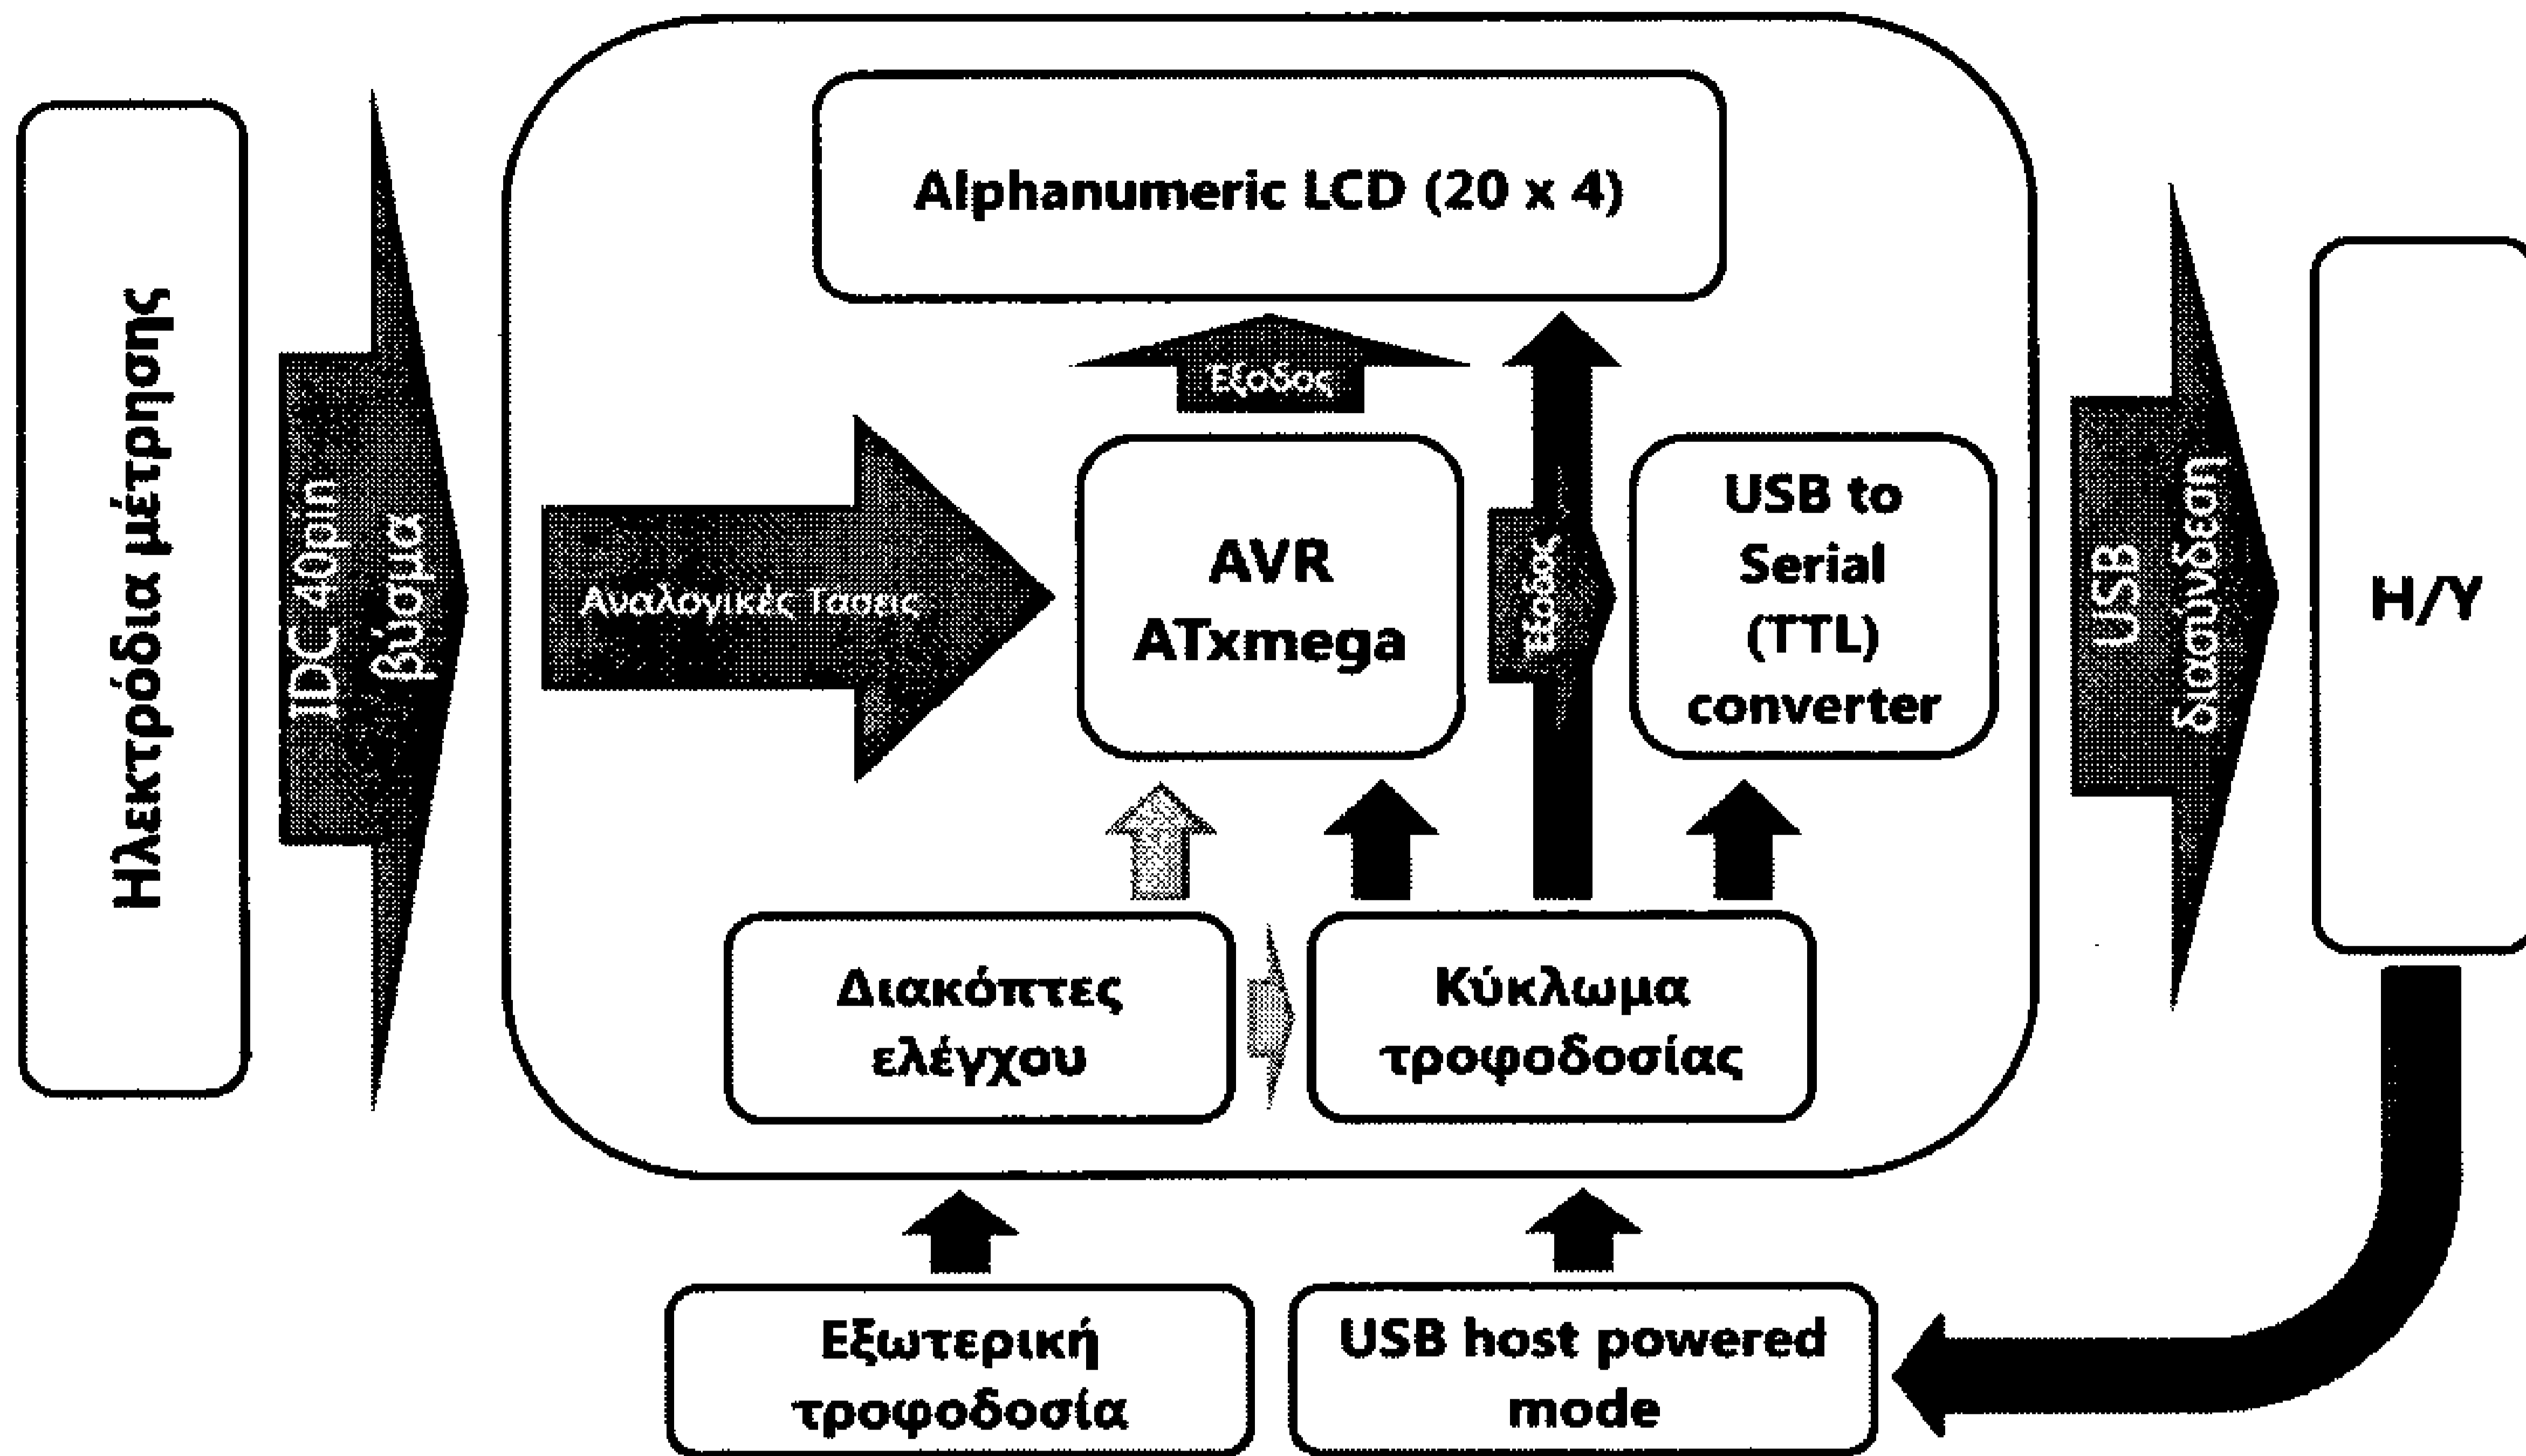 Alphanumeric LCD (20 x 4)
Ηλεκτρόδια μέτρησης
IDC 40pin
βύσμα
Έξοδος
Αναλογικές Τάσεις
AVR
ATxmega
Έξοδος
USB to
Serial
(TTL)
converter
USB
διασύνδεση
Η/Υ
Διακόπτες
ελέγχου
Κύκλωμα
τροφοδοσίας
Εξωτερική
τροφοδοσία
USB host powered
mode